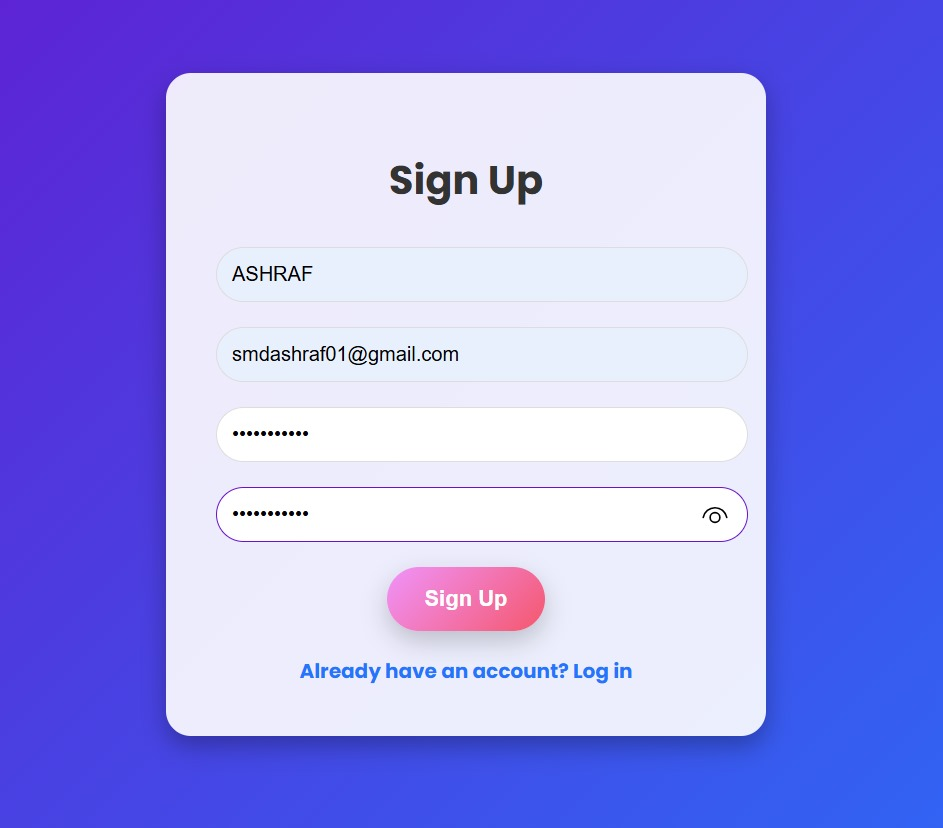 Sign Up
ASHRAF
smdashraf01@gmail.com
•••••••••••
•••••••••••
Sign Up
Already have an account? Log in